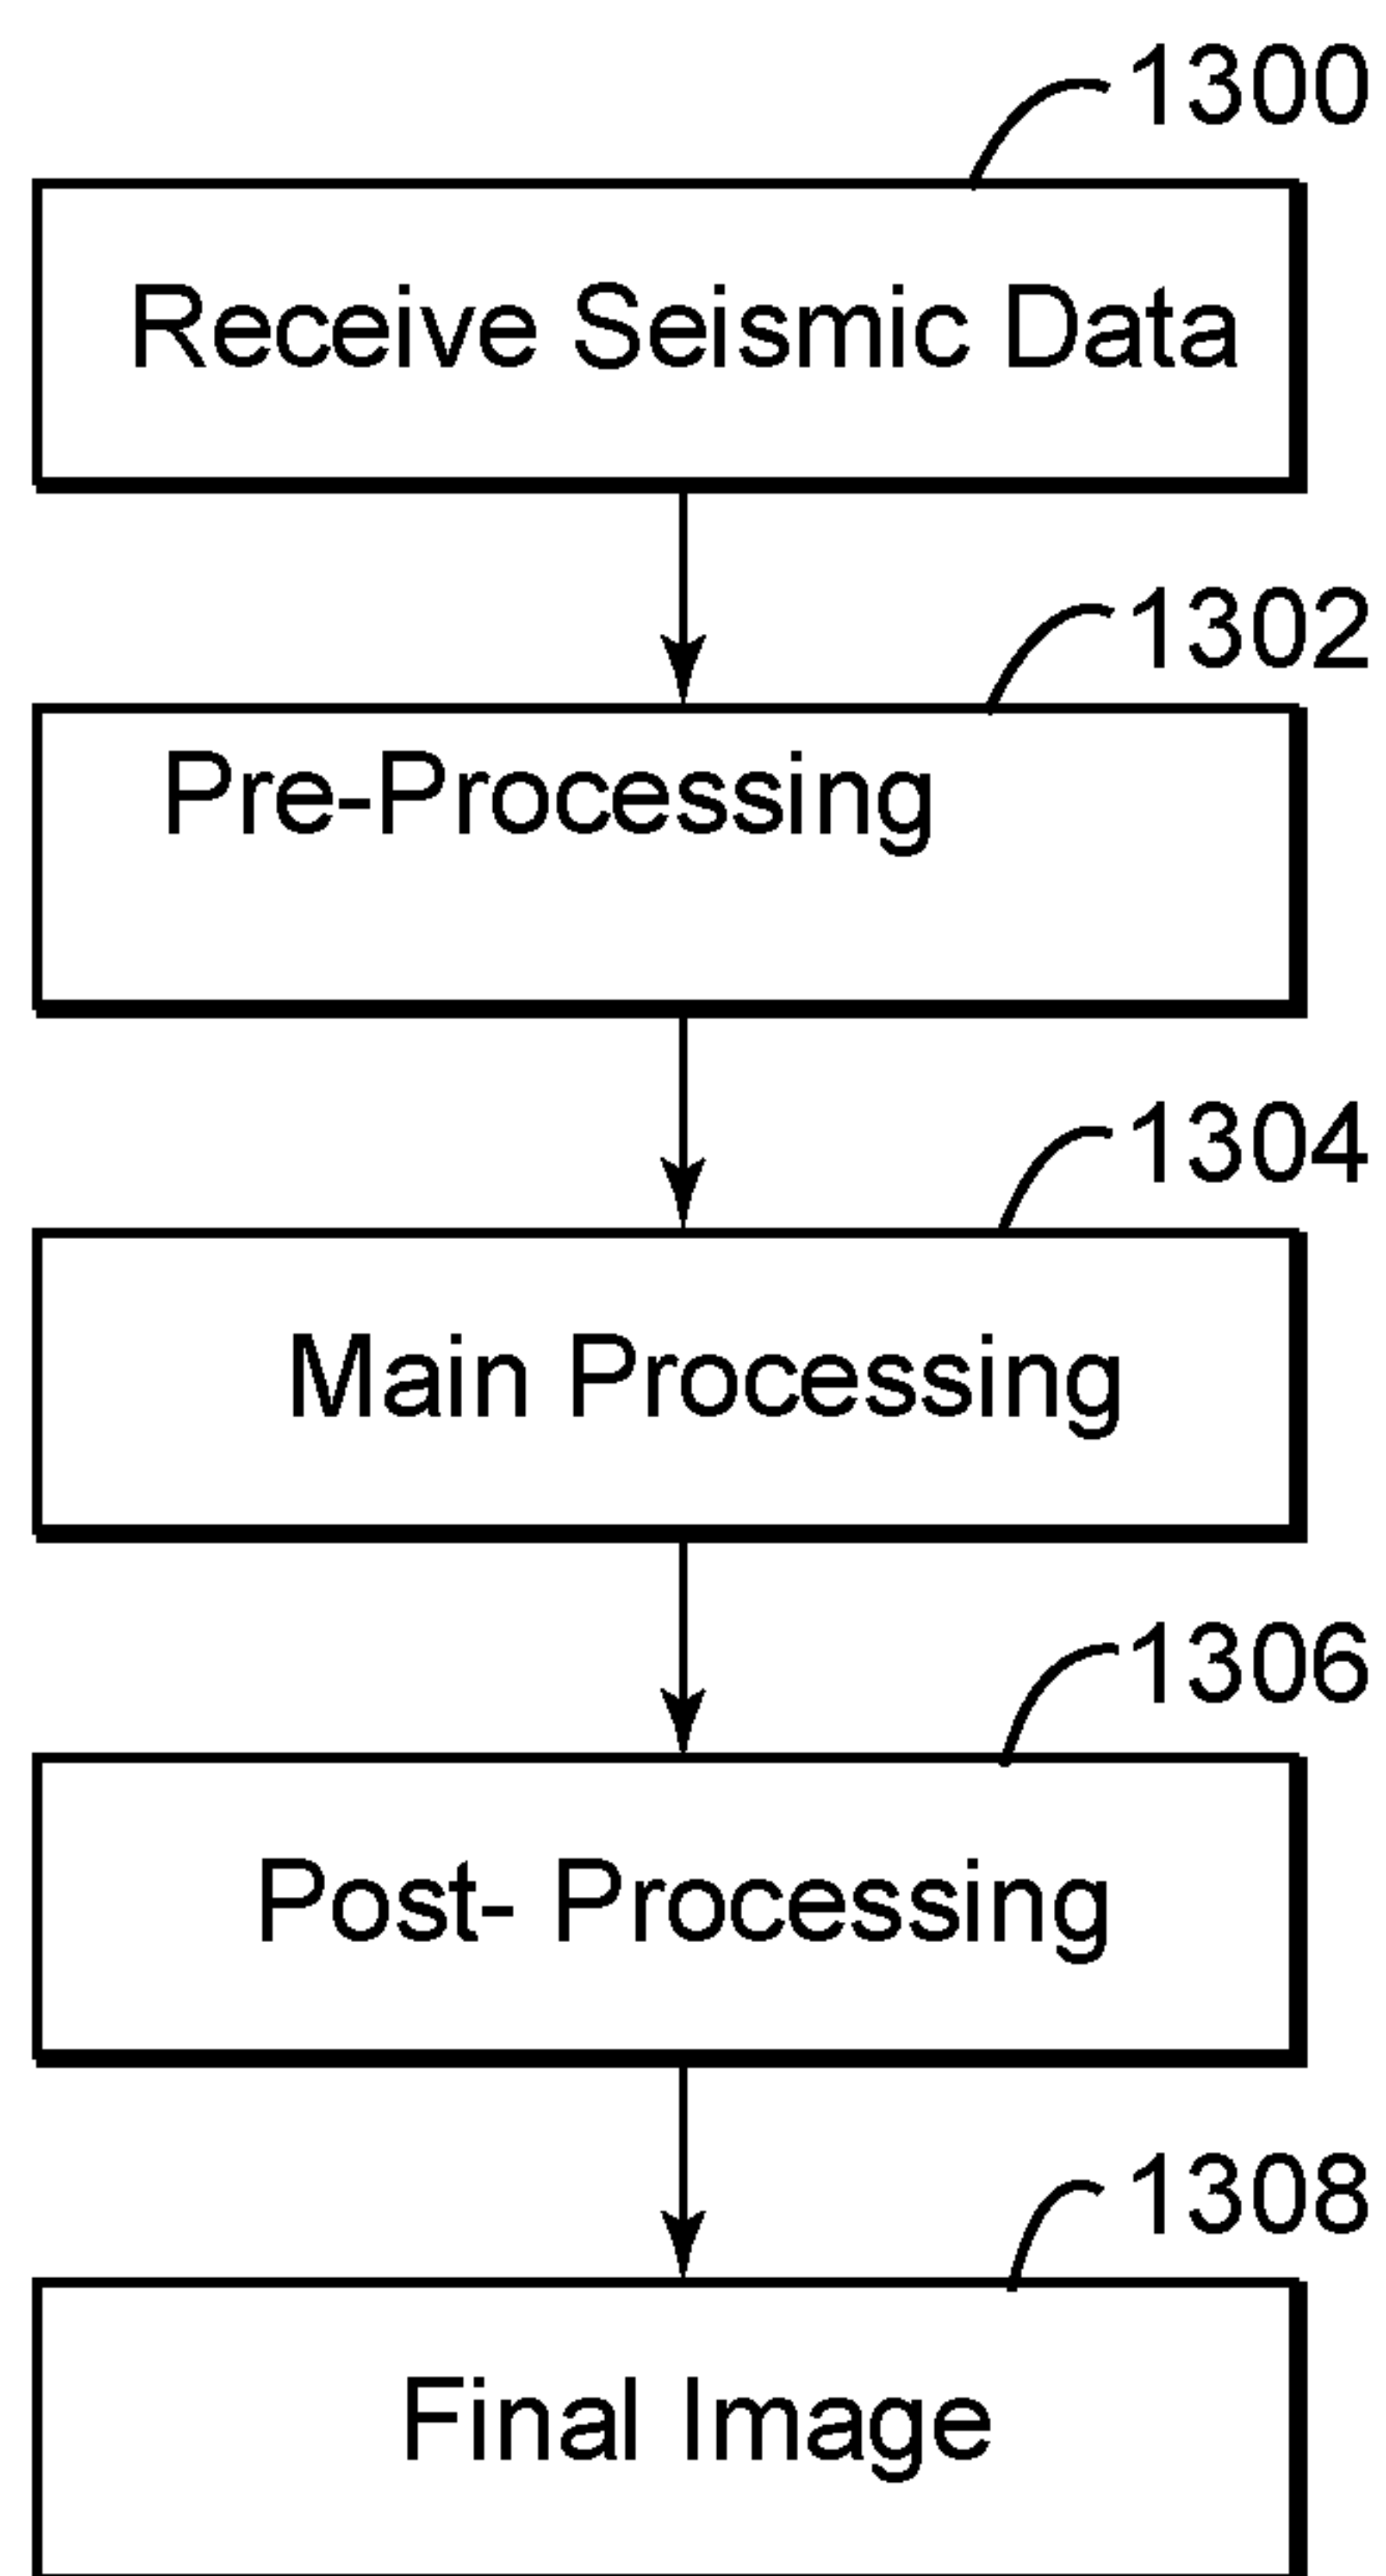 1300
Receive Seismic Data
1302
Pre-Processing
1304
Main Processing
1306
Post- Processing
1308
Final Image